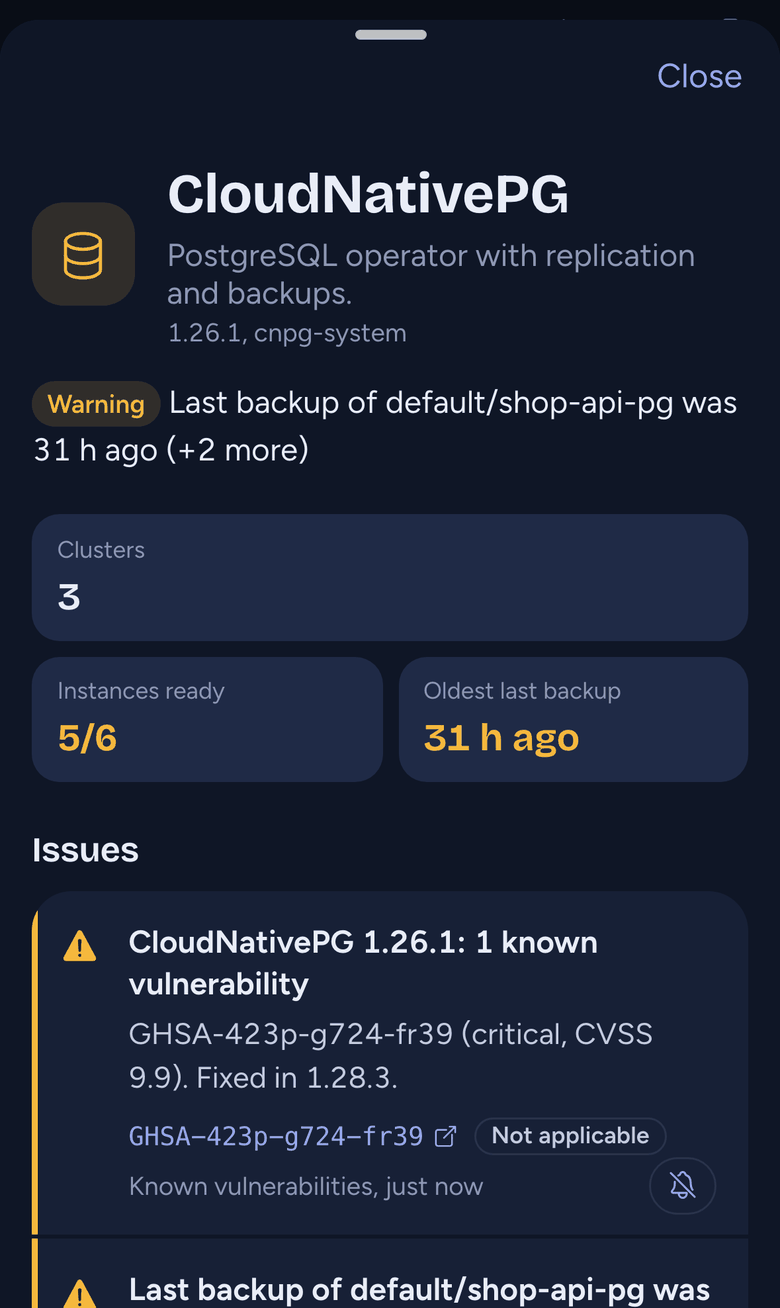 Close
CloudNativePG
PostgreSQL operator with replication
and backups.
1.26.1, cnpg-system
Warning Last backup of default/shop-api-pg was
31 h ago (+2 more)
Clusters
3
Instances ready
5/6
Oldest last backup
31 h ago
Issues
CloudNativePG 1.26.1: 1 known
vulnerability
GHSA-423p-g724-fr39 (critical, CVSS
9.9). Fixed in 1.28.3.
GHSA-423p-g724-fr39 Not applicable
Known vulnerabilities, just now
Last backup of default/shop-api-pg was